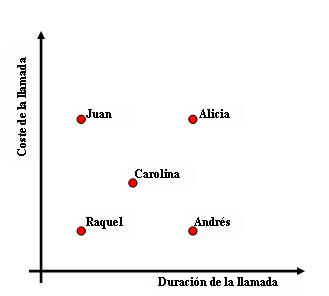 Coste de la llamada
Juan
Alicia
Carolina
Raquel
Andrés
Duración de la llamada